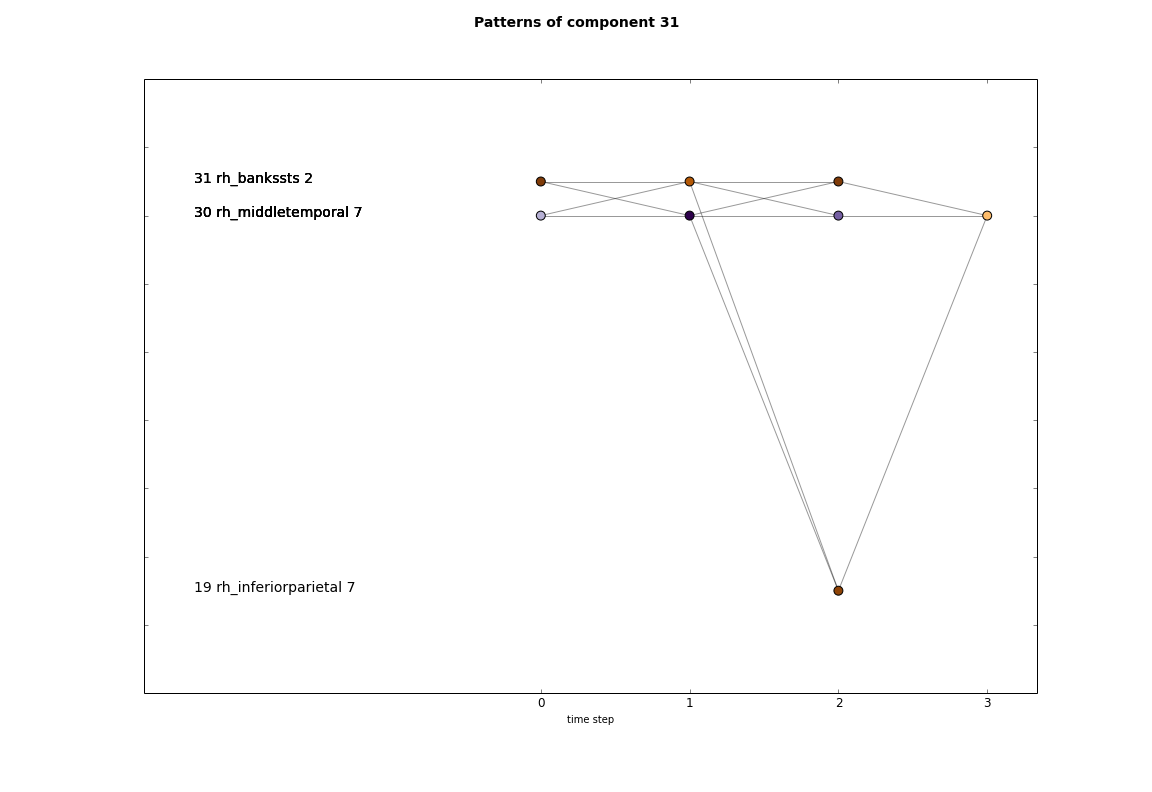 Patterns of component 31
31 rh_bankssts 2
30 rh_middletemporal 7
19 rh_inferiorparietal 7
0 1 2 3
time step